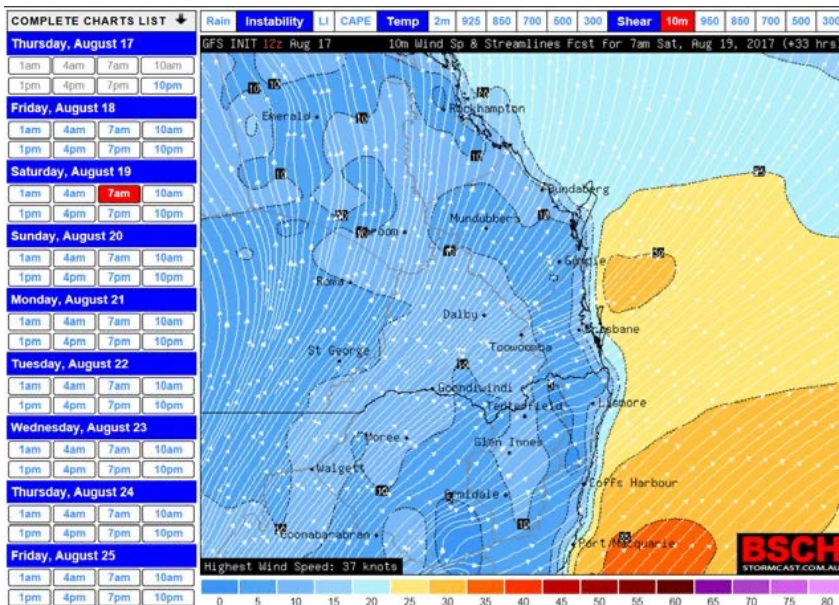 COMPLETE CHARTS LIST
Rain Instability LI CAPE Temp 2m 925 850 700 500 300 Shear 10m 950 850 700 500 300
Thursday, August 17
1am 4am 7am 10am
1pm 4pm 7pm 10pm
Friday, August 18
1am 4am 7am 10am
1pm 4pm 7pm 10pm
Saturday, August 19
1am 4am 7am 10am
1pm 4pm 7pm 10pm
Sunday, August 20
1am 4am 7am 10am
1pm 4pm 7pm 10pm
Monday, August 21
1am 4am 7am 10am
1pm 4pm 7pm 10pm
Tuesday, August 22
1am 4am 7am 10am
1pm 4pm 7pm 10pm
Wednesday, August 23
1am 4am 7am 10am
1pm 4pm 7pm 10pm
Thursday, August 24
1am 4am 7am 10am
1pm 4pm 7pm 10pm
Friday, August 25
1am 4am 7am 10am
1pm 4pm 7pm 10pm
GFS INIT 12z Aug 17 10m Wind Sp & Streamlines Fcst for 7am Sat, Aug 19, 2017 (+33 hrs)
Rockhampton
Emerald
Bundaberg
Mundubbera
Gympie
Roma
Dalby
Brisbane
Toowoomba
St George
Goondiwindi
Lismore
Tenterfield
Moree
Glen Innes
Walgett
Coffs Harbour
Armidale
Coonabarabran
Port Macquarie
BSCH
STORMCAST.COM.AU
Highest Wind Speed: 37 knots
0 5 10 15 20 25 30 35 40 45 50 55 60 65 70 75 80